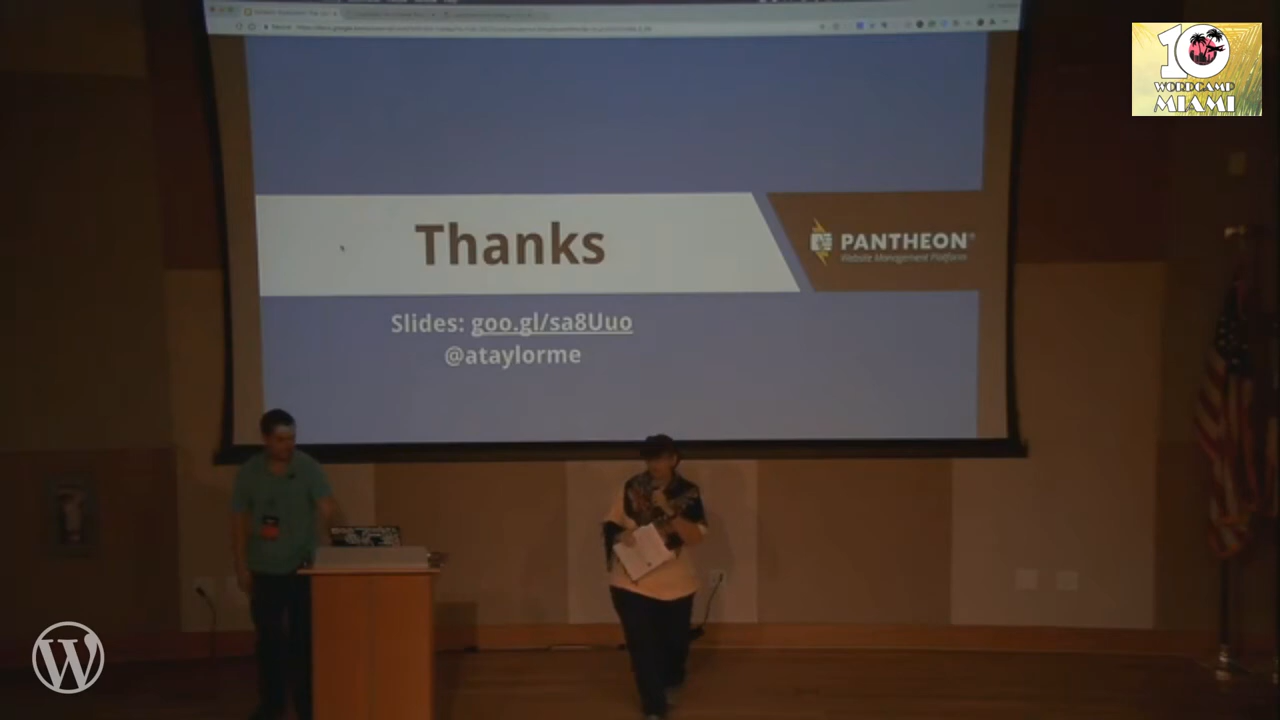 10
WORDCAMP
MIAMI
Thanks
PANTHEON®
Website Management Platform
Slides: goo.gl/sa8Uuo
@ataylorme
W